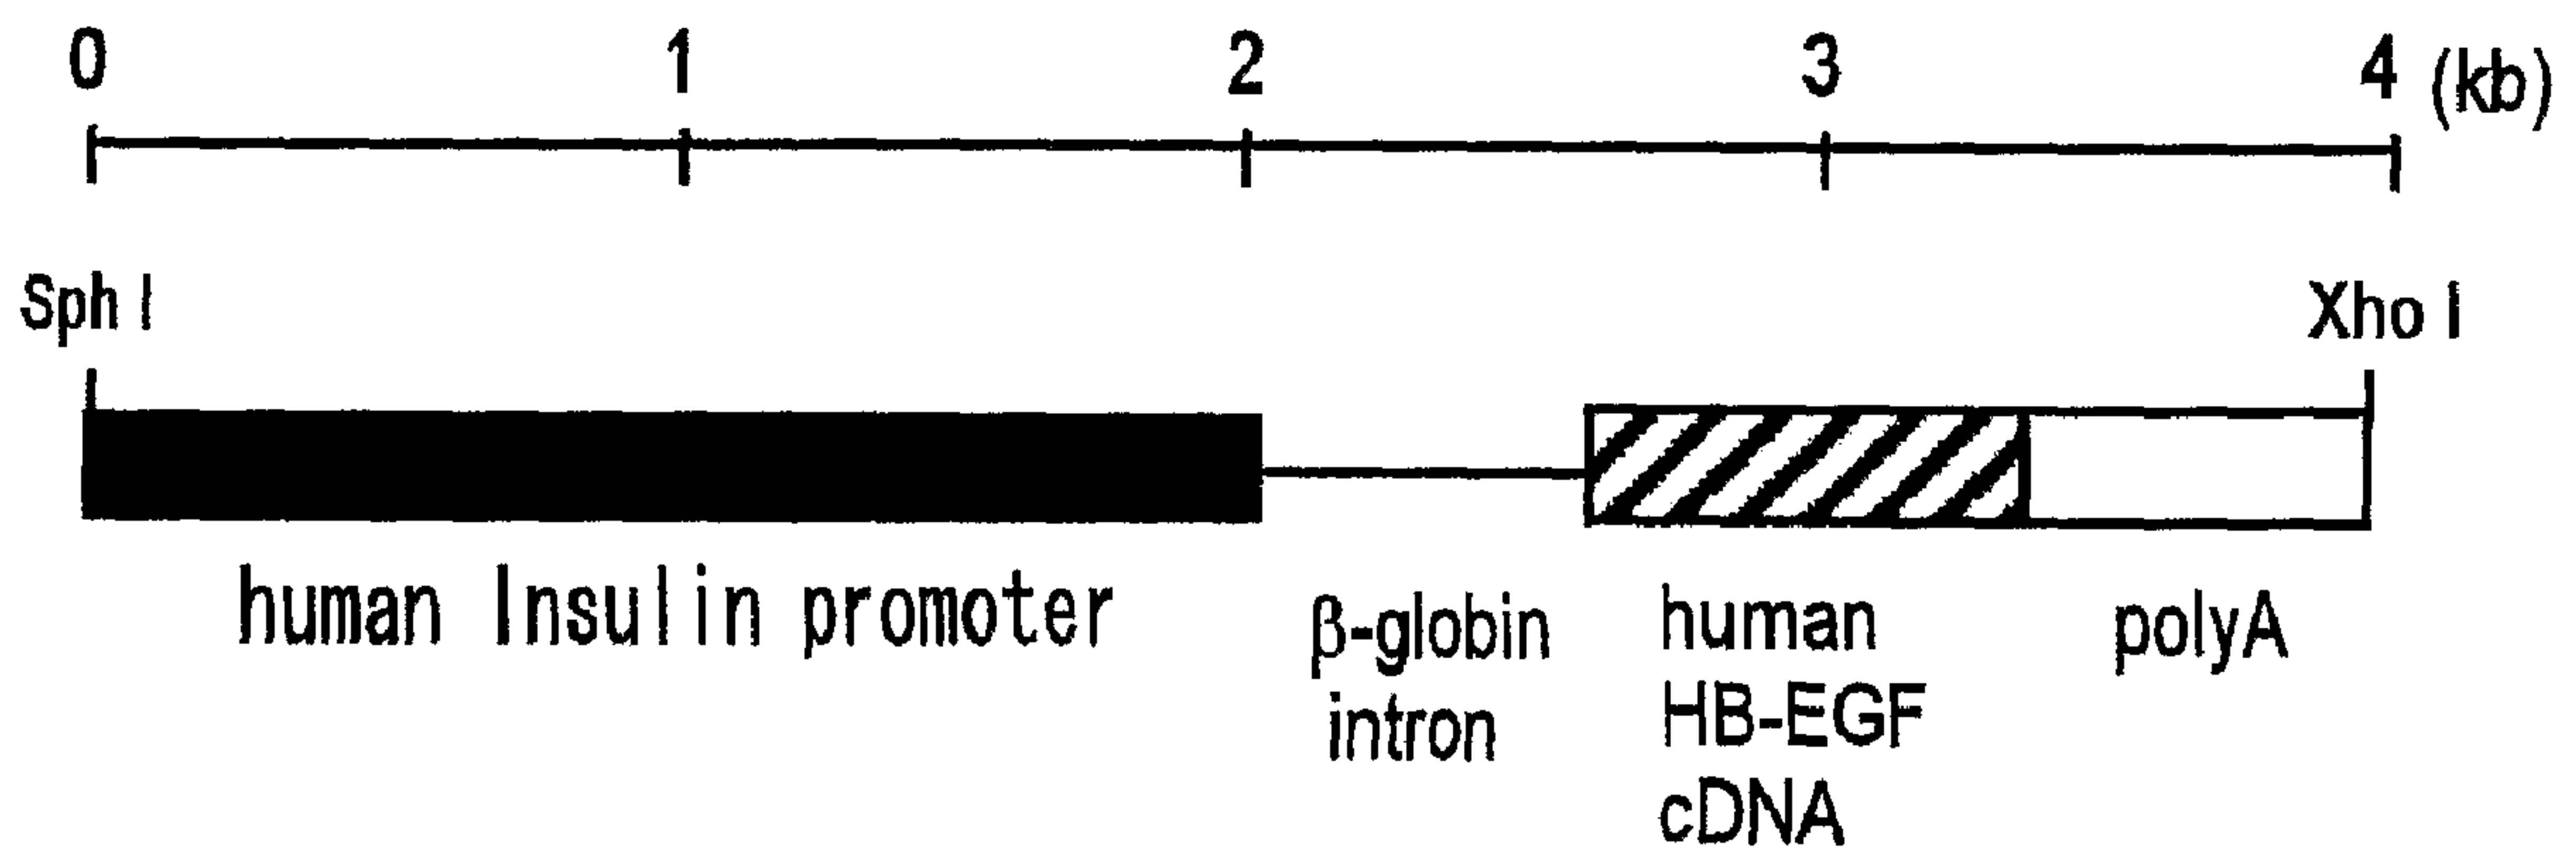 0 1 2 3 4 (kb)
Sph I Xho I
human Insulin promoter
β-globin
intron
human
HB-EGF
cDNA
polyA